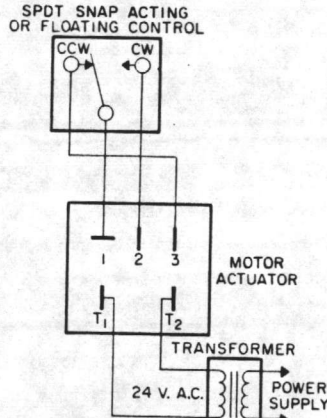 SPDT SNAP ACTING
OR FLOATING CONTROL
CCW CW
1 2 3
MOTOR
ACTUATOR
T1 T2
TRANSFORMER
24 V. A.C.
POWER
SUPPLY